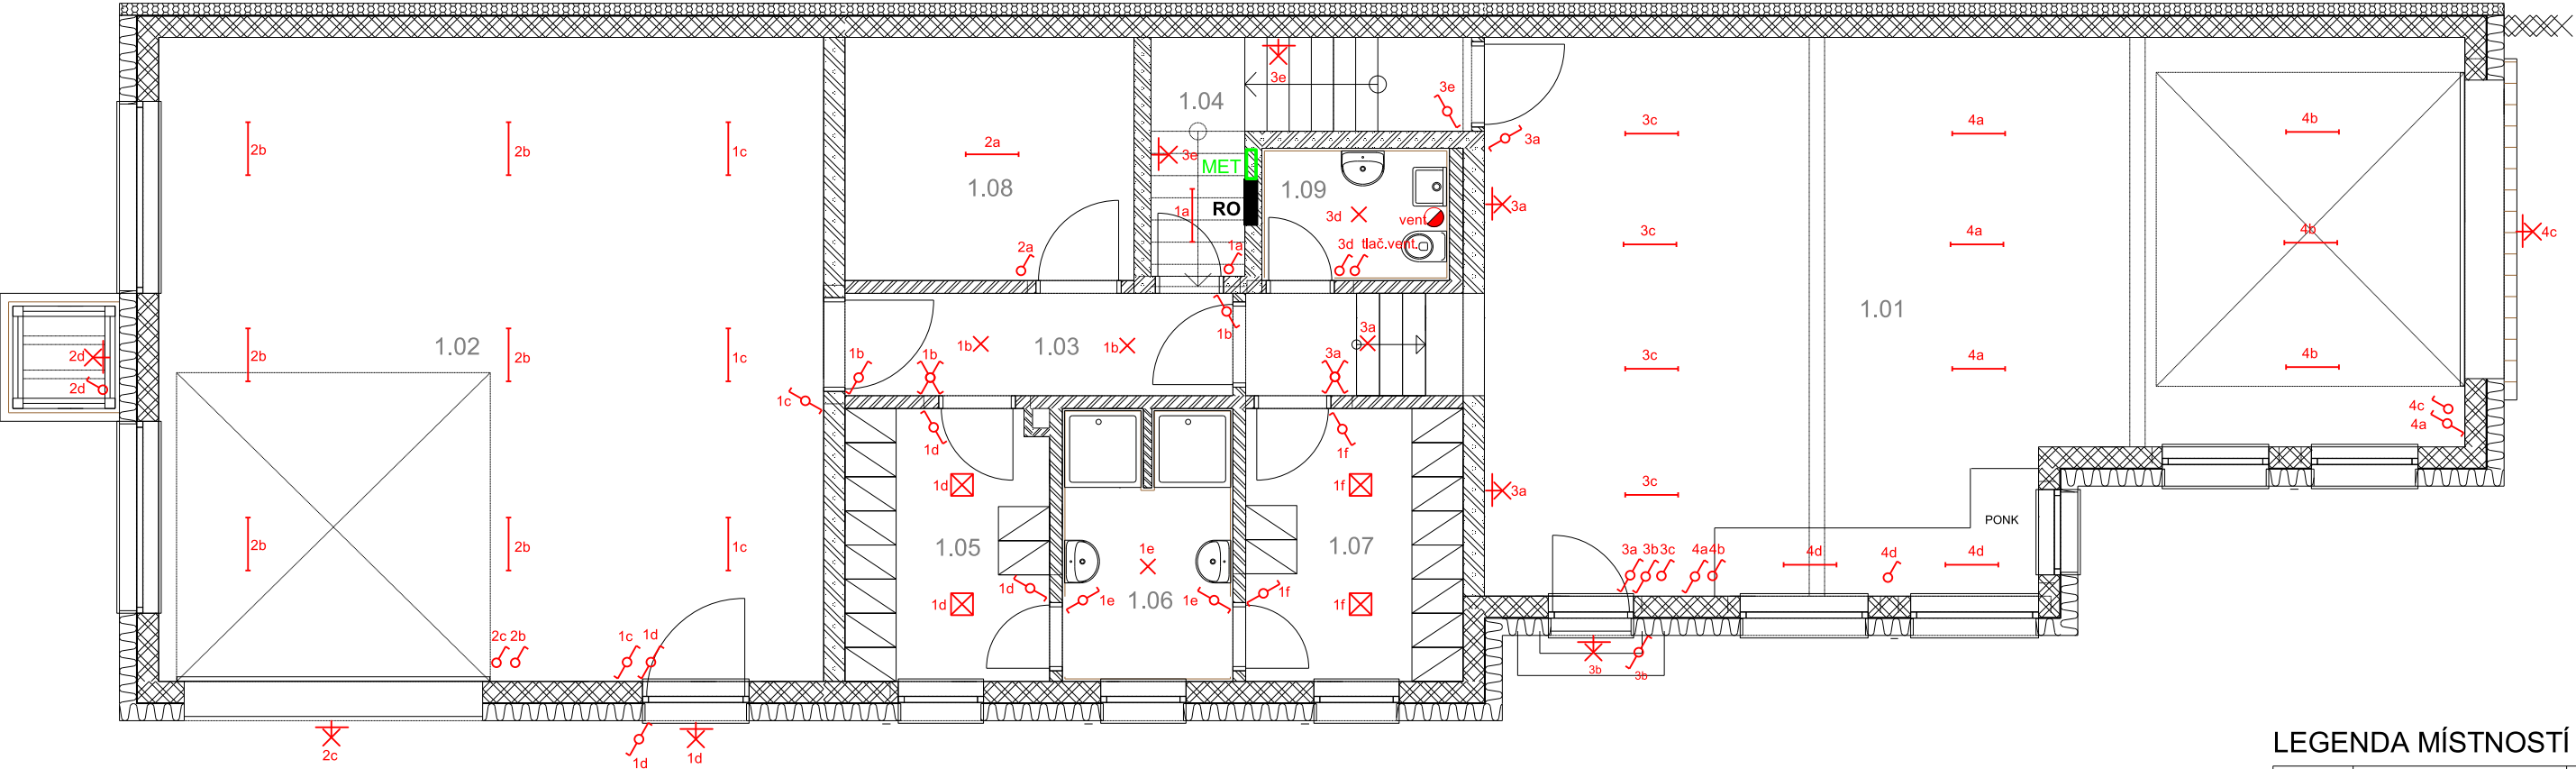 3e
3e
1.04
4b
3c
4a
3a
2b
2b
1c
2a
3e
MET
1.08
1.09
3a
1a
RO
3d
vent.
4b
4c
3c
4a
2a
1a
3d
tlač.vent.
1.01
3a
1b
1.02
1b
1.03
1b
2d
2b
2b
1c
1b
1b
3a
3c
4a
4b
2d
1c
4c
4a
1d
1f
1d
1f
3a
3c
PONK
2b
2b
1c
1.05
1e
1.07
3a
3b
3c
4a
4b
4d
4d
4d
1d
1e
1.06
1e
1f
1d
1f
2c
2b
1c
1d
3b
3b
2c
1d
1d
LEGENDA MÍSTNOSTÍ